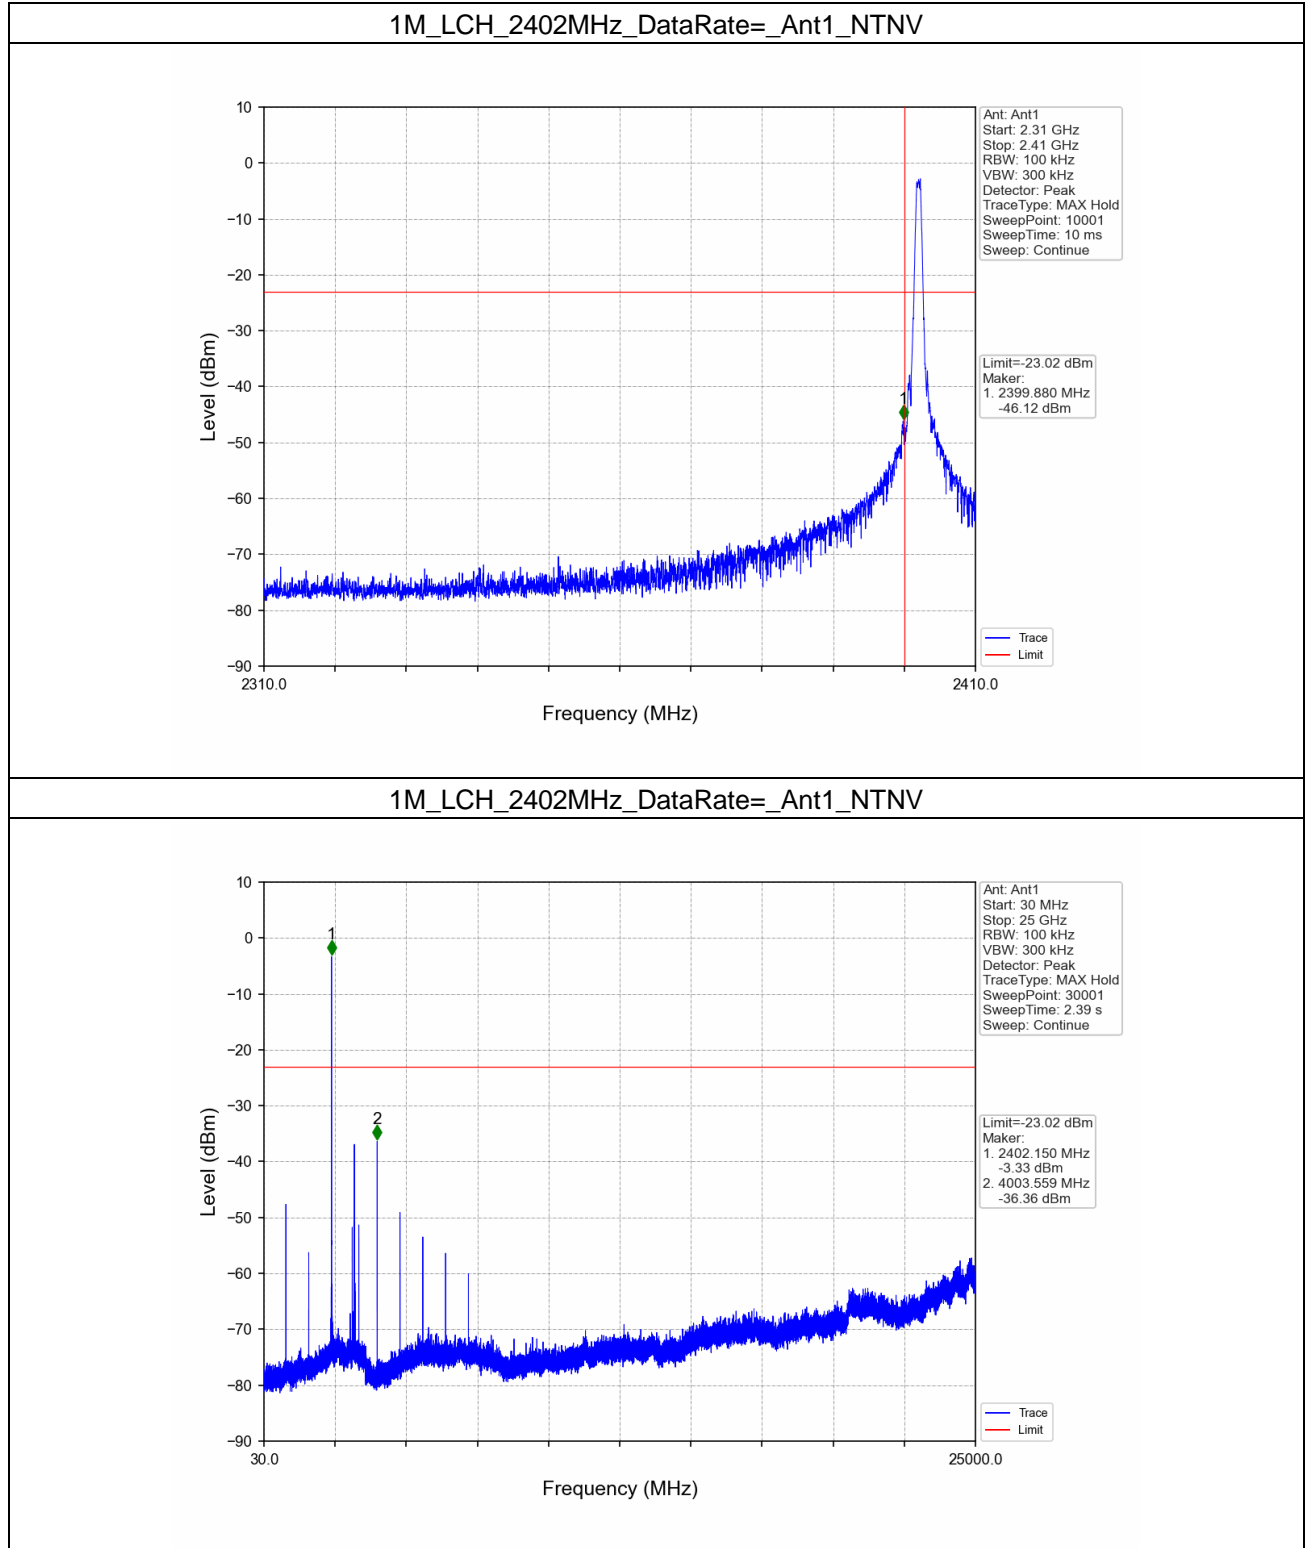 1M_LCH_2402MHz_DataRate=_Ant1_NTNV
10
0
−10
−20
−30
−40
−50
−60
−70
−80
−90
Level (dBm)
1
2310.0
2410.0
Frequency (MHz)
Ant: Ant1
Start: 2.31 GHz
Stop: 2.41 GHz
RBW: 100 kHz
VBW: 300 kHz
Detector: Peak
TraceType: MAX Hold
SweepPoint: 10001
SweepTime: 10 ms
Sweep: Continue
Limit=-23.02 dBm
Maker:
1. 2399.880 MHz
-46.12 dBm
Trace
Limit
1M_LCH_2402MHz_DataRate=_Ant1_NTNV
10
0
−10
−20
−30
−40
−50
−60
−70
−80
−90
Level (dBm)
1
2
30.0
25000.0
Frequency (MHz)
Ant: Ant1
Start: 30 MHz
Stop: 25 GHz
RBW: 100 kHz
VBW: 300 kHz
Detector: Peak
TraceType: MAX Hold
SweepPoint: 30001
SweepTime: 2.39 s
Sweep: Continue
Limit=-23.02 dBm
Maker:
1. 2402.150 MHz
-3.33 dBm
2. 4003.559 MHz
-36.36 dBm
Trace
Limit